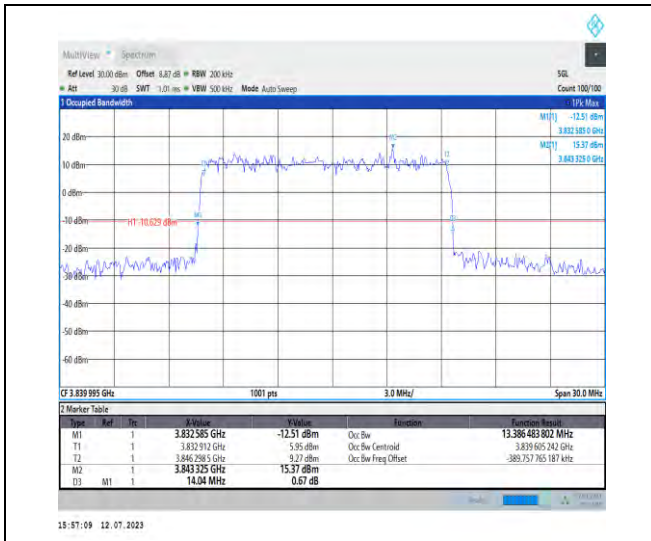 MultiView Spectrum
Ref Level 30.00 dBm Offset 8.87 dB RBW 200 kHz SGL
Att 30 dB SWT 1.01 ms VBW 500 kHz Mode Auto Sweep Count 100/100
1 Occupied Bandwidth 1Pk Max
M1[1] -12.51 dBm
3.832 585 0 GHz
20 dBm
M2[1] 15.37 dBm
3.843 325 0 GHz
10 dBm
0 dBm
-10 dBm
H1 -10.629 dBm
M1
-20 dBm
-30 dBm
-40 dBm
-50 dBm
-60 dBm
CF 3.839 995 GHz 1001 pts 3.0 MHz/ Span 30.0 MHz
2 Marker Table
Type Ref Trc X-Value Y-Value Function Function Result
M1 1 3.832 585 GHz -12.51 dBm Occ Bw 13.386 483 802 MHz
T1 1 3.832 912 GHz 5.95 dBm Occ Bw Centroid 3.839 605 242 GHz
T2 1 3.846 298 5 GHz 9.27 dBm Occ Bw Freq Offset -389.757 765 187 kHz
M2 1 3.843 325 GHz 15.37 dBm
D3 M1 1 14.04 MHz 0.67 dB
15:57:09 12.07.2023